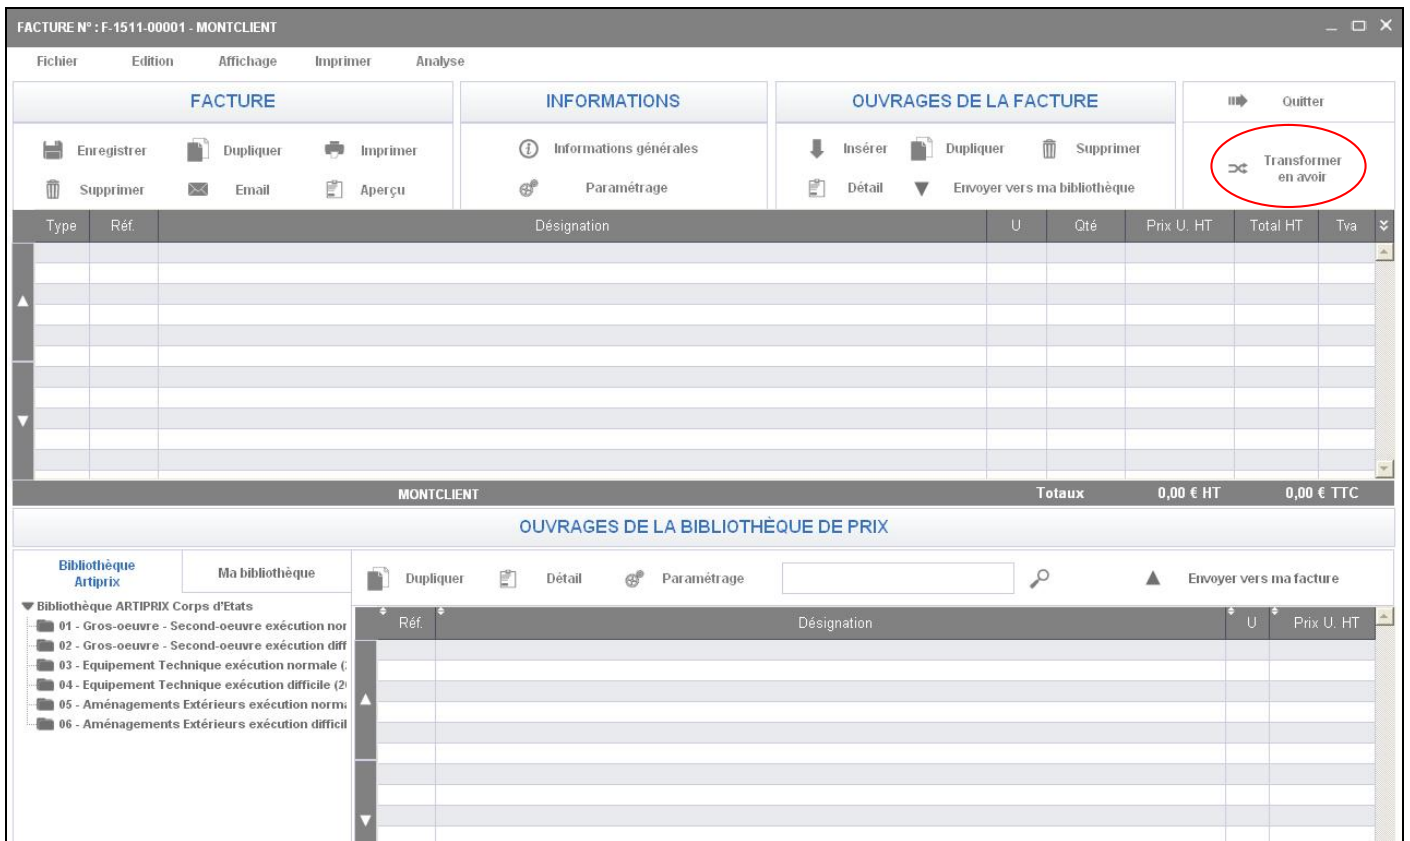 FACTURE N° : F-1511-00001 - MONTCLIENT
Fichier Edition Affichage Imprimer Analyse
FACTURE INFORMATIONS OUVRAGES DE LA FACTURE Quitter
Enregistrer Dupliquer Imprimer Informations générales Insérer Dupliquer Supprimer Transformer
en avoir
Supprimer Email Aperçu Paramétrage Détail Envoyer vers ma bibliothèque
Type Réf. Désignation U Qté Prix U. HT Total HT Tva
MONTCLIENT Totaux 0,00 € HT 0,00 € TTC
OUVRAGES DE LA BIBLIOTHÈQUE DE PRIX
Bibliothèque
Artiprix Ma bibliothèque Dupliquer Détail Paramétrage Envoyer vers ma facture
Bibliothèque ARTIPRIX Corps d'Etats
Réf. Désignation U Prix U. HT
01 - Gros-oeuvre - Second-oeuvre exécution nor
02 - Gros-oeuvre - Second-oeuvre exécution diff
03 - Equipement Technique exécution normale (
04 - Equipement Technique exécution difficile (2
05 - Aménagements Extérieurs exécution norm
06 - Aménagements Extérieurs exécution difficil